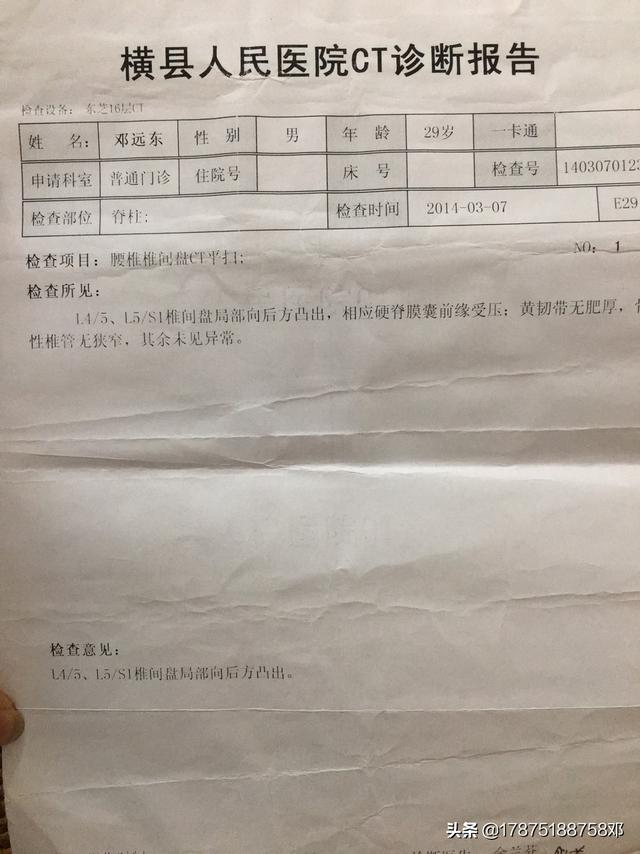 横县人民医院CT诊断报告
检查设备: 东芝16层CT
姓 名: 邓远东 性 别 男 年 龄 29岁 一卡通
申请科室 普通门诊 住院号 床 号 检查号 1403070123
检查部位 脊柱; 检查时间 2014-03-07 E29
NO: 1
检查项目: 腰椎椎间盘CT平扫;
检查所见:
L4/5、L5/S1椎间盘局部向后方凸出，相应硬脊膜囊前缘受压；黄韧带无肥厚，骨
性椎管无狭窄，其余未见异常。
检查意见:
L4/5、L5/S1椎间盘局部向后方凸出。
头条 @17875188758邓